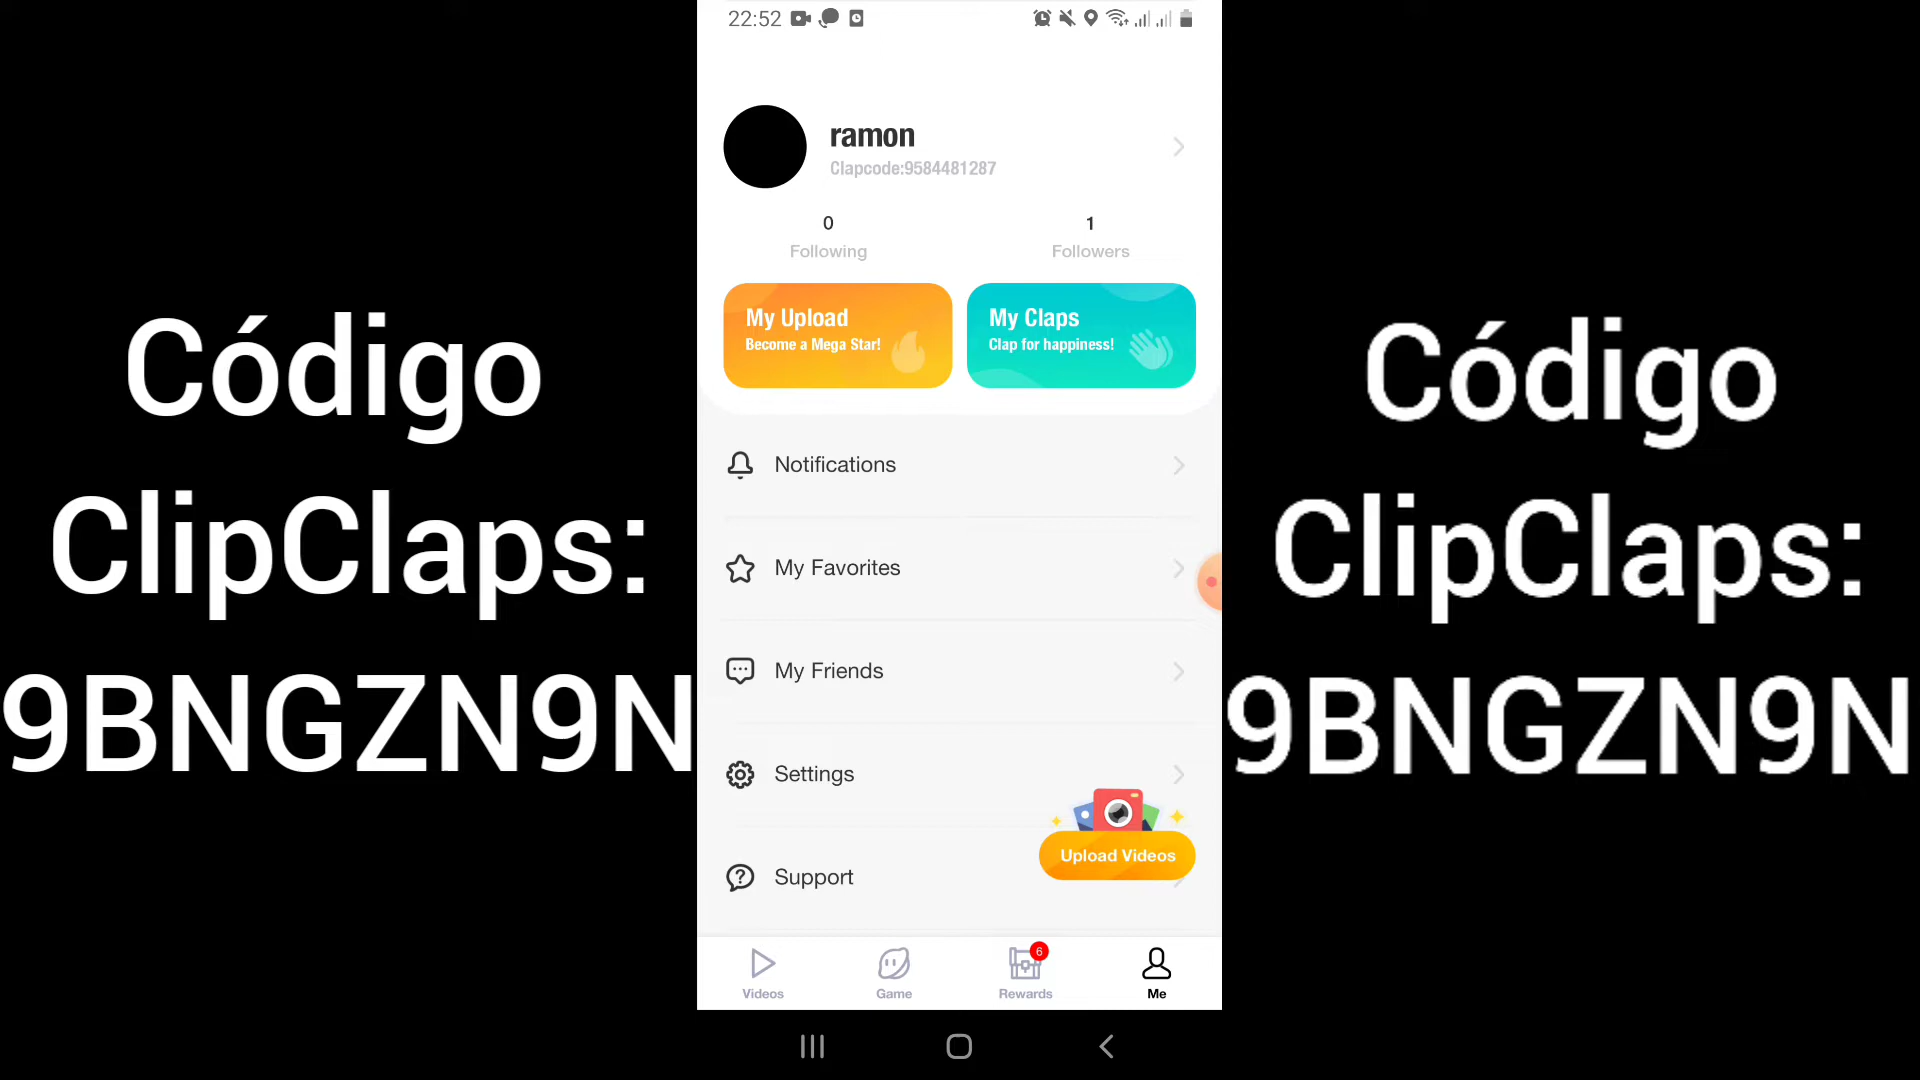 22:52
ramon
Clapcode:9584481287
0
Following
1
Followers
My Upload
Become a Mega Star!
My Claps
Clap for happiness!
Notifications
My Favorites
My Friends
Settings
Upload Videos
Support
6
Videos
Game
Rewards
Me
Código
ClipClaps:
9BNGZN9N
Código
ClipClaps:
9BNGZN9N